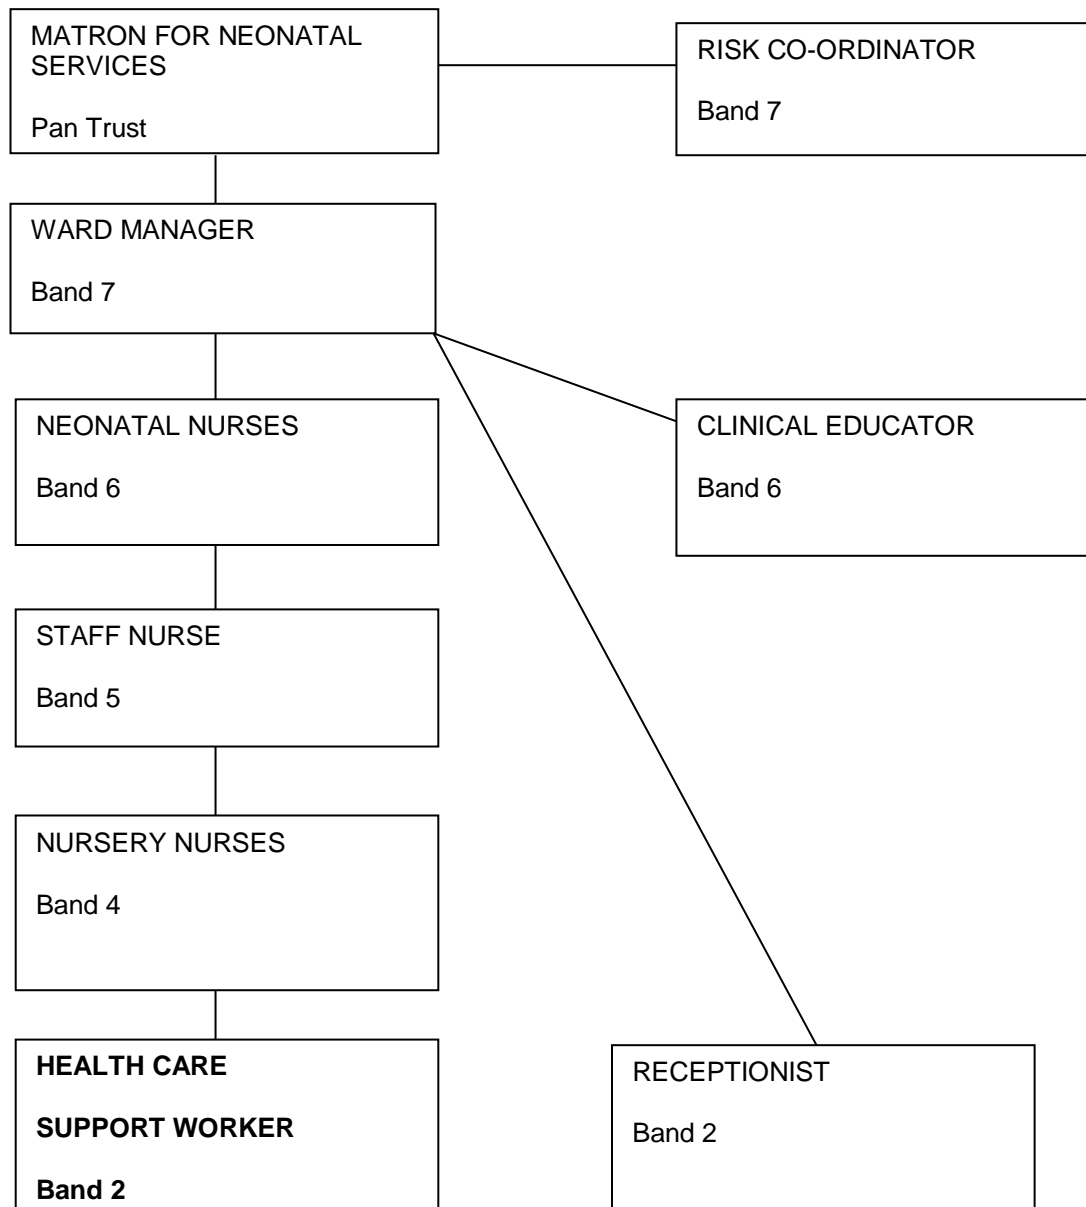 MATRON FOR NEONATAL
SERVICES
Pan Trust
RISK CO-ORDINATOR
Band 7
WARD MANAGER
Band 7
NEONATAL NURSES
Band 6
CLINICAL EDUCATOR
Band 6
STAFF NURSE
Band 5
NURSERY NURSES
Band 4
HEALTH CARE
SUPPORT WORKER
Band 2
RECEPTIONIST
Band 2